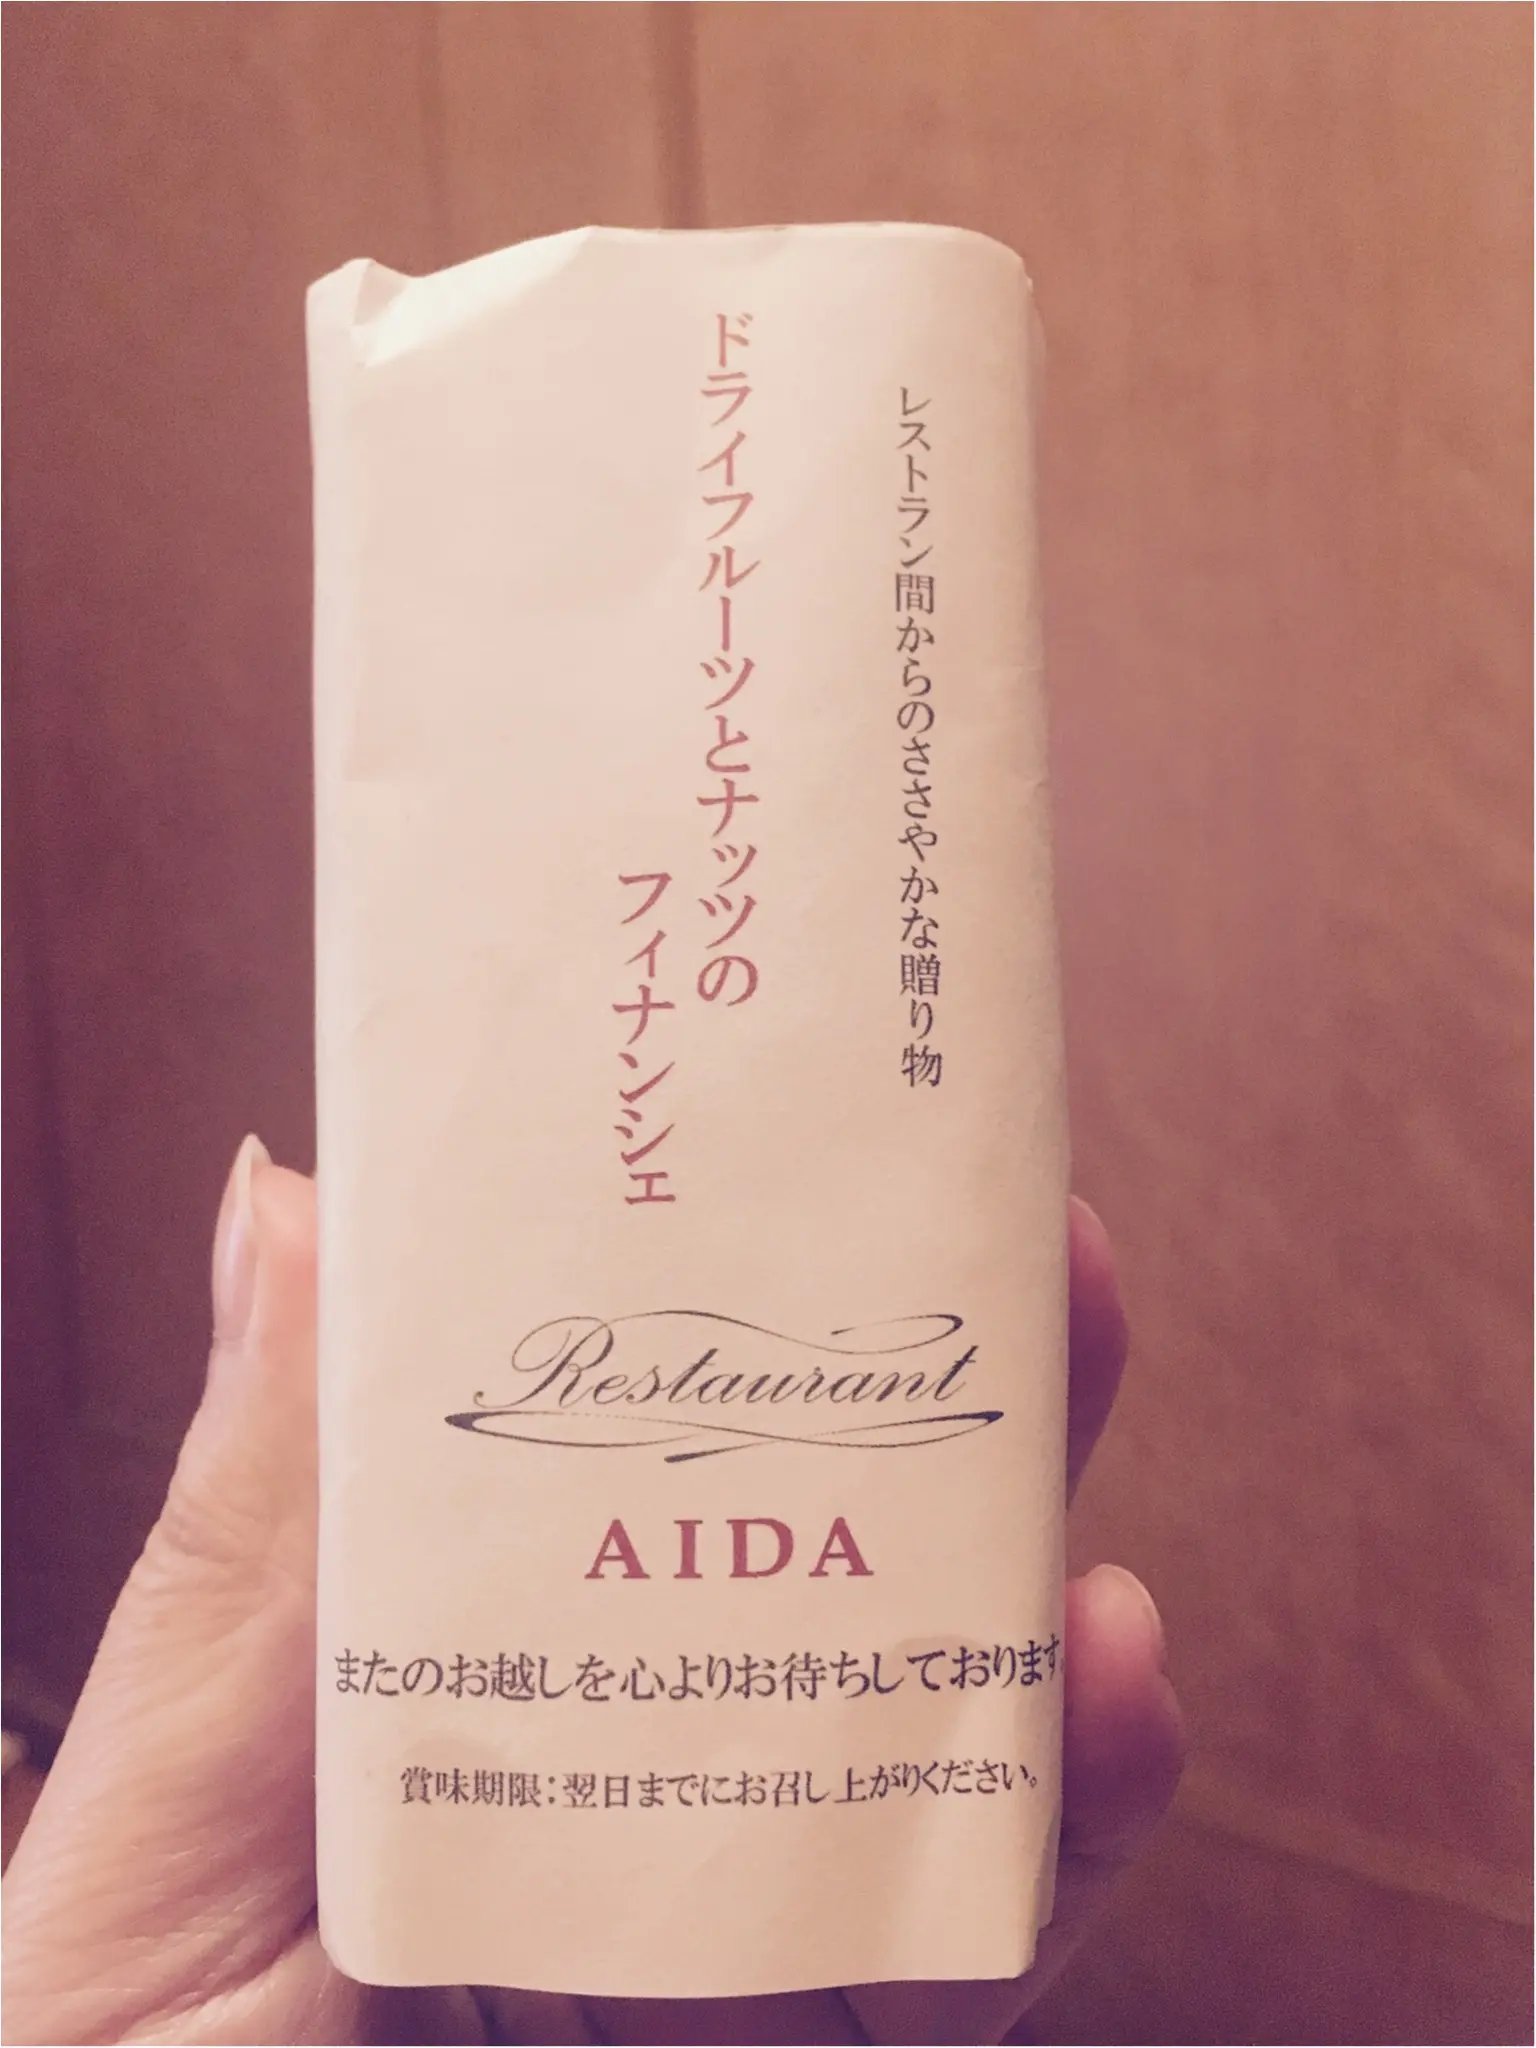 レストラン間からのささやかな贈り物
ドライフルーツとナッツの
フィナンシェ
Restaurant
AIDA
またのお越しを心よりお待ちしております。
賞味期限：翌日までにお召し上がりください。